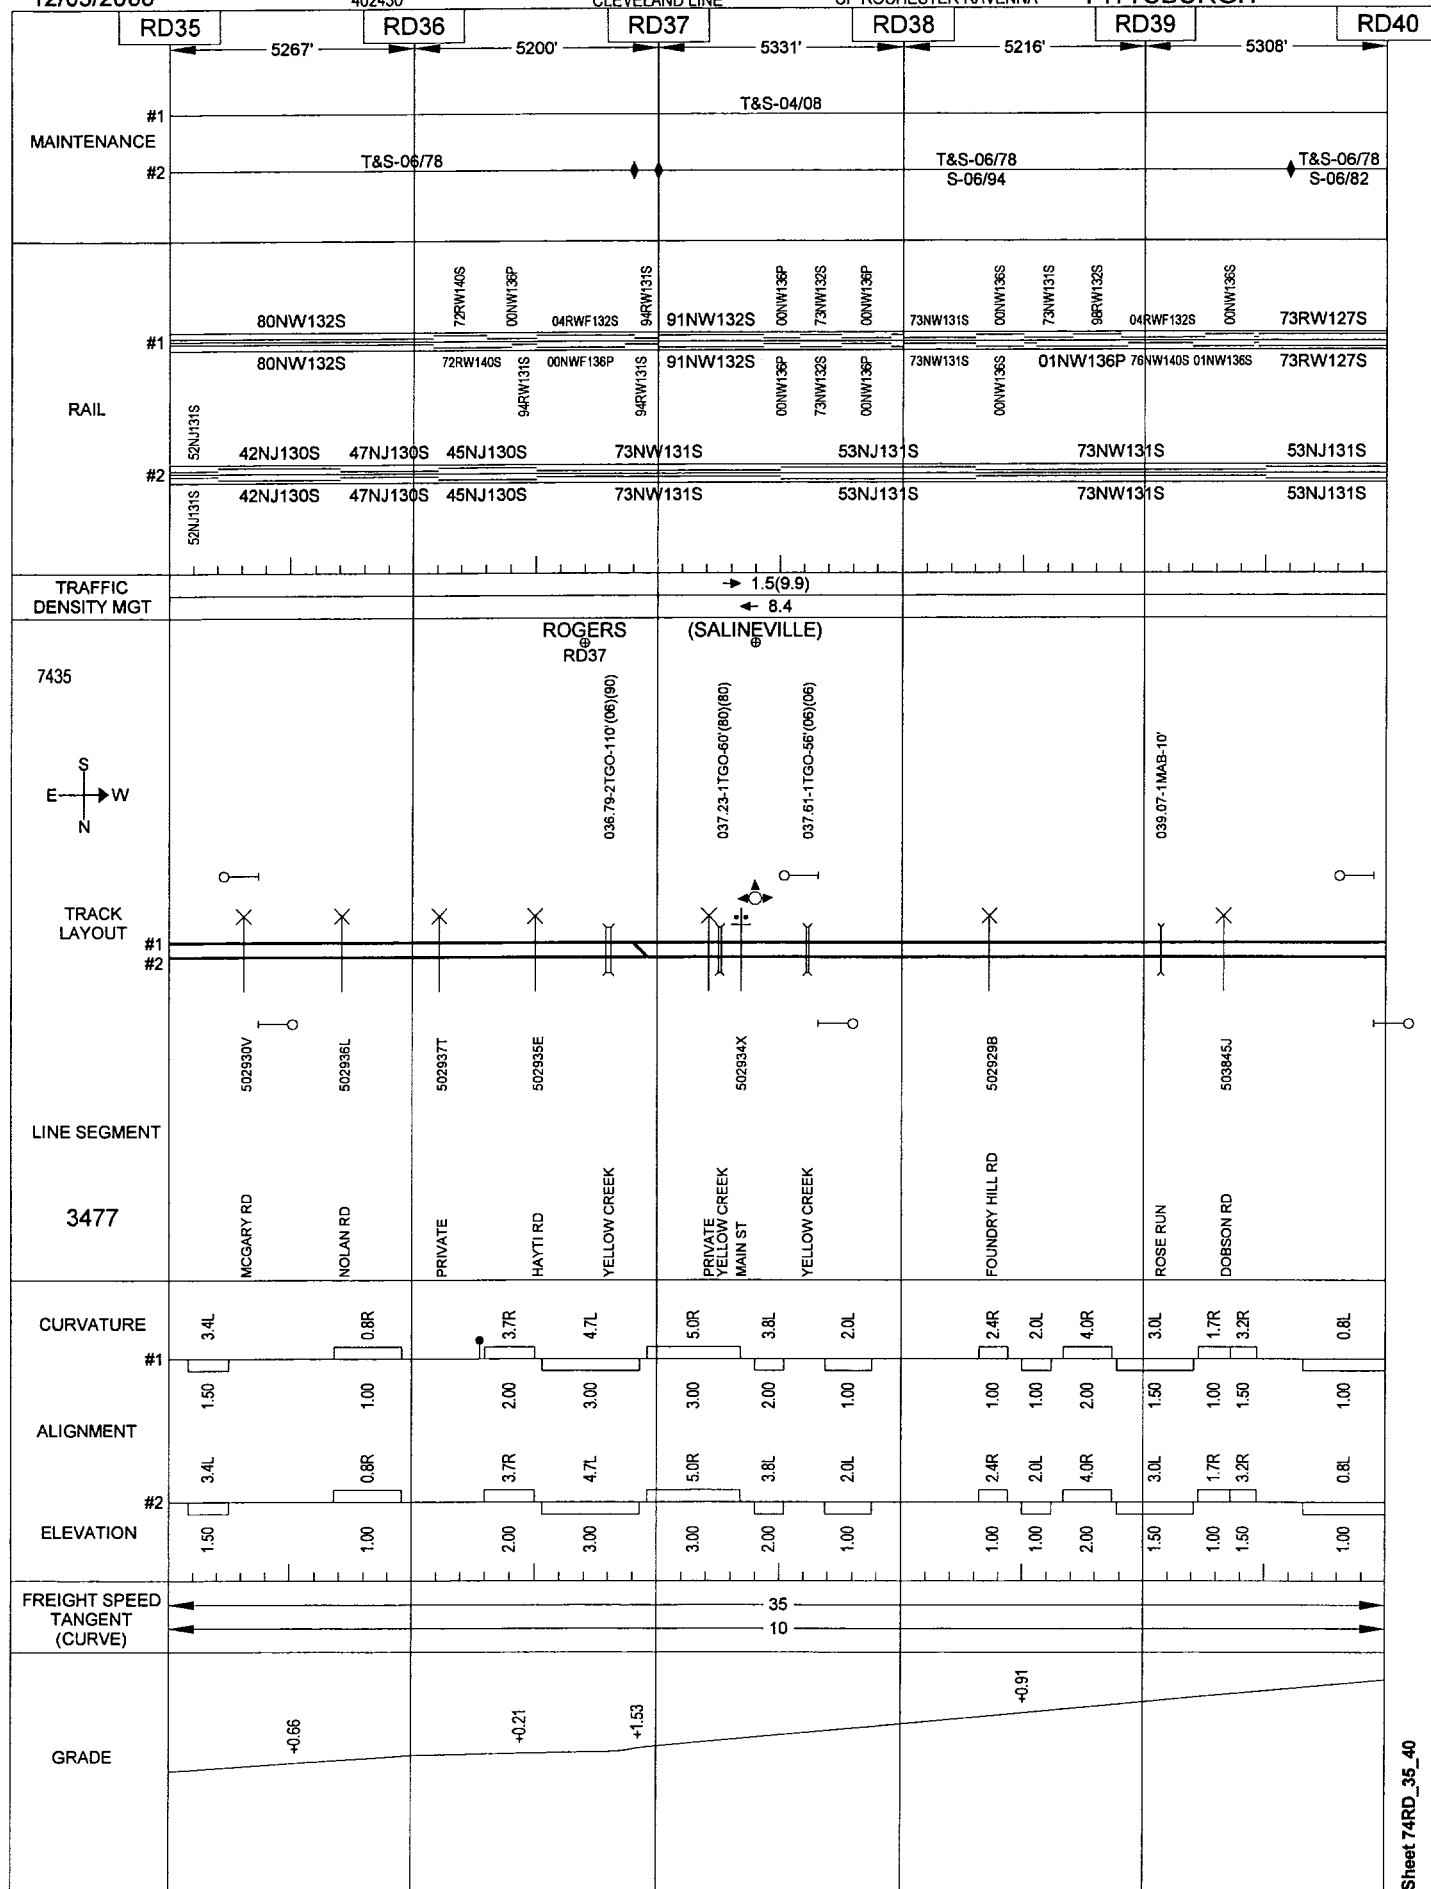 CLEVELAND LINE
RD35 RD36 RD37 RD38 RD39 RD40
5267' 5200' 5331' 5216' 5308'
#1 T&S-04/08
MAINTENANCE
T&S-06/78 T&S-06/78 T&S-06/78
#2
S-06/94 S-06/82
72RW140S 00NW136P 94RW131S 00NW136P 73NW132S 00NW136P 00NW136S 73NW131S 98RW132S 00NW136S
80NW132S 04RWF132S 91NW132S 73NW131S 04RWF132S 73RW127S
#1
80NW132S 72RW140S 00NWF136P 91NW132S 73NW131S 01NW136P 76NW140S 01NW136S 73RW127S
94RW131S 94RW131S 00NW136P 73NW132S 00NW136P 00NW136S
RAIL
52NJ131S
42NJ130S 47NJ130S 45NJ130S 73NW131S 53NJ131S 73NW131S 53NJ131S
#2
42NJ130S 47NJ130S 45NJ130S 73NW131S 53NJ131S 73NW131S 53NJ131S
52NJ131S
TRAFFIC
DENSITY MGT
1.5(9.9)
8.4
ROGERS (SALINEVILLE)
RD37
7435
036.79-2TGO-110'(06)(90)
037.23-1TGO-60'(80)(80)
037.61-1TGO-56'(06)(06)
039.07-1MAB-10'
S
E W
N
TRACK
LAYOUT
#1
#2
502930V 502936L 502937T 502935E 502934X 502929B 503845J
LINE SEGMENT
3477
MCGARY RD
NOLAN RD
PRIVATE
HAYTI RD
YELLOW CREEK
PRIVATE
YELLOW CREEK
MAIN ST
YELLOW CREEK
FOUNDRY HILL RD
ROSE RUN
DOBSON RD
CURVATURE
3.4L 0.8R 3.7R 4.7L 5.0R 3.8L 2.0L 2.4R 2.0L 4.0R 3.0L 1.7R 3.2R 0.8L
#1
1.50 1.00 2.00 3.00 3.00 2.00 1.00 1.00 1.00 2.00 1.50 1.00 1.50 1.00
ALIGNMENT
3.4L 0.8R 3.7R 4.7L 5.0R 3.8L 2.0L 2.4R 2.0L 4.0R 3.0L 1.7R 3.2R 0.8L
#2
ELEVATION
1.50 1.00 2.00 3.00 3.00 2.00 1.00 1.00 1.00 2.00 1.50 1.00 1.50 1.00
FREIGHT SPEED
TANGENT
(CURVE)
35
10
GRADE
+0.66 +0.21 +1.53 +0.91
Sheet 74RD_35_40